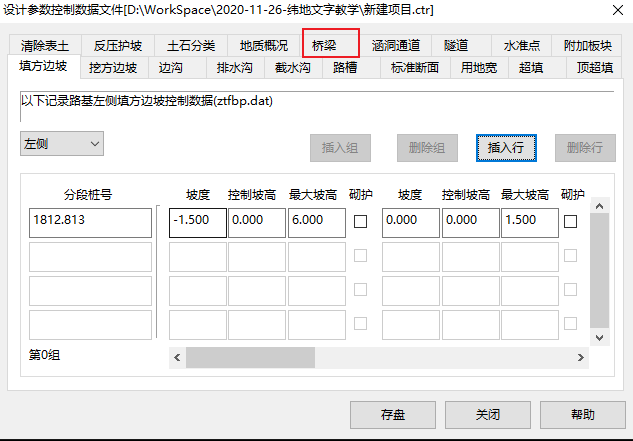 设计参数控制数据文件[D:\WorkSpace\2020-11-26-纬地文字教学\新建项目.ctr]
清除表土 反压护坡 土石分类 地质概况 桥梁 涵洞通道 隧道 水准点 附加板块
填方边坡 挖方边坡 边沟 排水沟 截水沟 路槽 标准断面 用地宽 超填 顶超填
以下记录路基左侧填方边坡控制数据(ztfbp.dat)
左侧 插入组 删除组 插入行 删除行
分段桩号 坡度 控制坡高 最大坡高 砌护 坡度 控制坡高 最大坡高 砌护
1812.813 -1.500 0.000 6.000 0.000 0.000 1.500
第0组
存盘 关闭 帮助